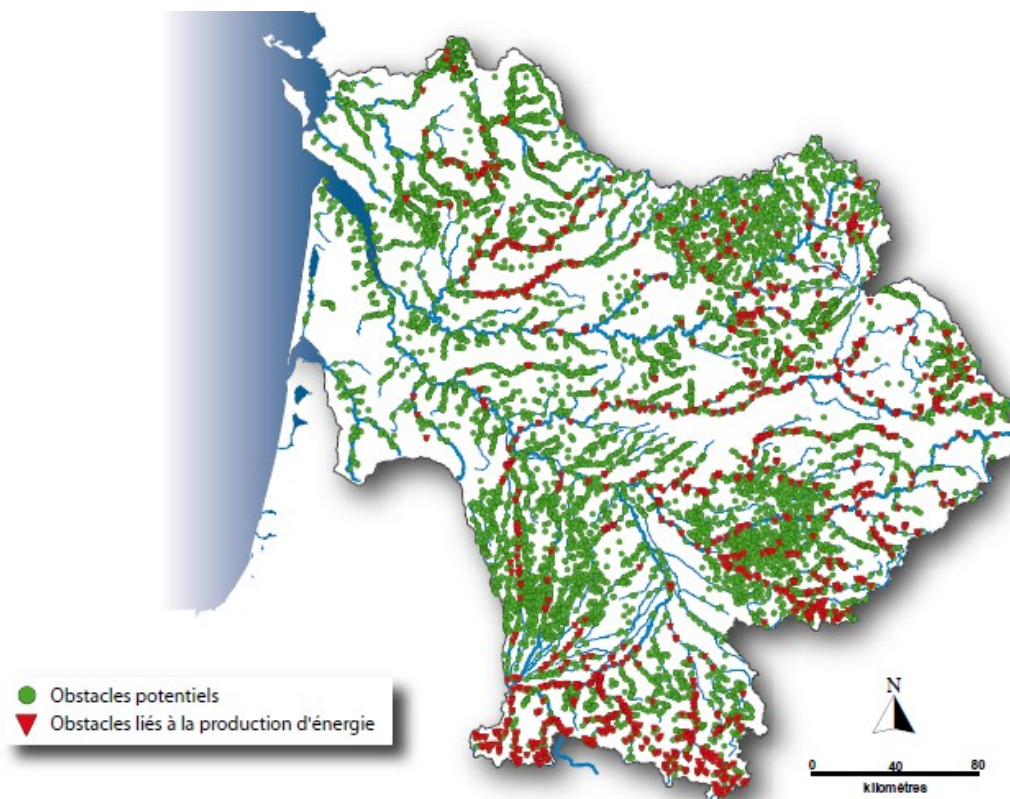 Obstacles potentiels
Obstacles liés à la production d'énergie
N
0 40 80
kilomètres